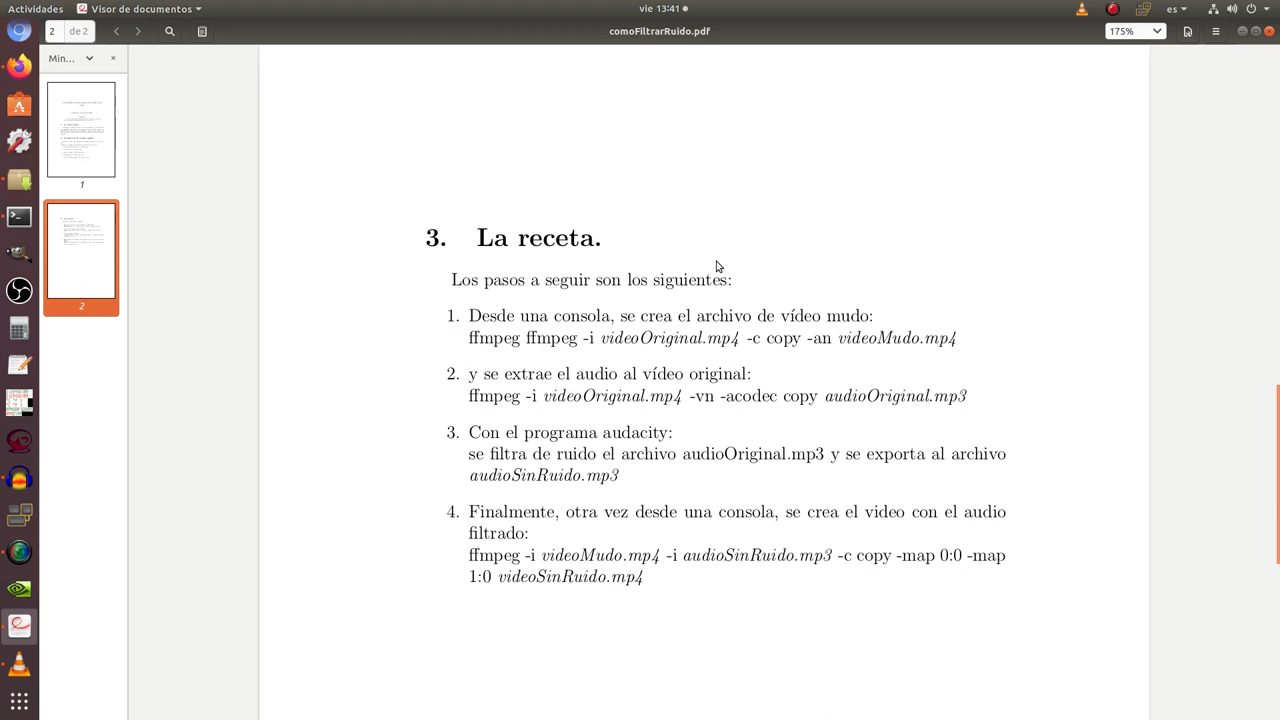 Actividades
Visor de documentos
vie 13:41
es
2
de 2
comoFiltrarRuido.pdf
175%
Min...
1
2
3. La receta.
Los pasos a seguir son los siguientes:
1. Desde una consola, se crea el archivo de vídeo mudo:
ffmpeg ffmpeg -i videoOriginal.mp4 -c copy -an videoMudo.mp4
2. y se extrae el audio al vídeo original:
ffmpeg -i videoOriginal.mp4 -vn -acodec copy audioOriginal.mp3
3. Con el programa audacity:
se filtra de ruido el archivo audioOriginal.mp3 y se exporta al archivo
audioSinRuido.mp3
4. Finalmente, otra vez desde una consola, se crea el video con el audio
filtrado:
ffmpeg -i videoMudo.mp4 -i audioSinRuido.mp3 -c copy -map 0:0 -map
1:0 videoSinRuido.mp4